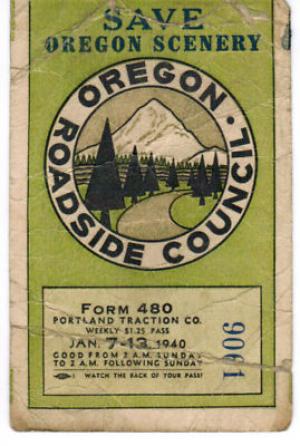 SAVE
OREGON SCENERY
OREGON · ROADSIDE COUNCIL ·
FORM 480
PORTLAND TRACTION CO.
WEEKLY $1.25 PASS
JAN. 7-13, 1940
GOOD FROM 2 A.M. SUNDAY
TO 2 A.M. FOLLOWING SUNDAY
WATCH THE BACK OF YOUR PASS!
9061